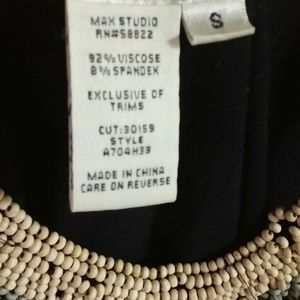 MAX STUDIO
RN#58822
92% VISCOSE
8% SPANDEX
EXCLUSIVE OF
TRIMS
CUT:30159
STYLE
A704H39
MADE IN CHINA
CARE ON REVERSE
S